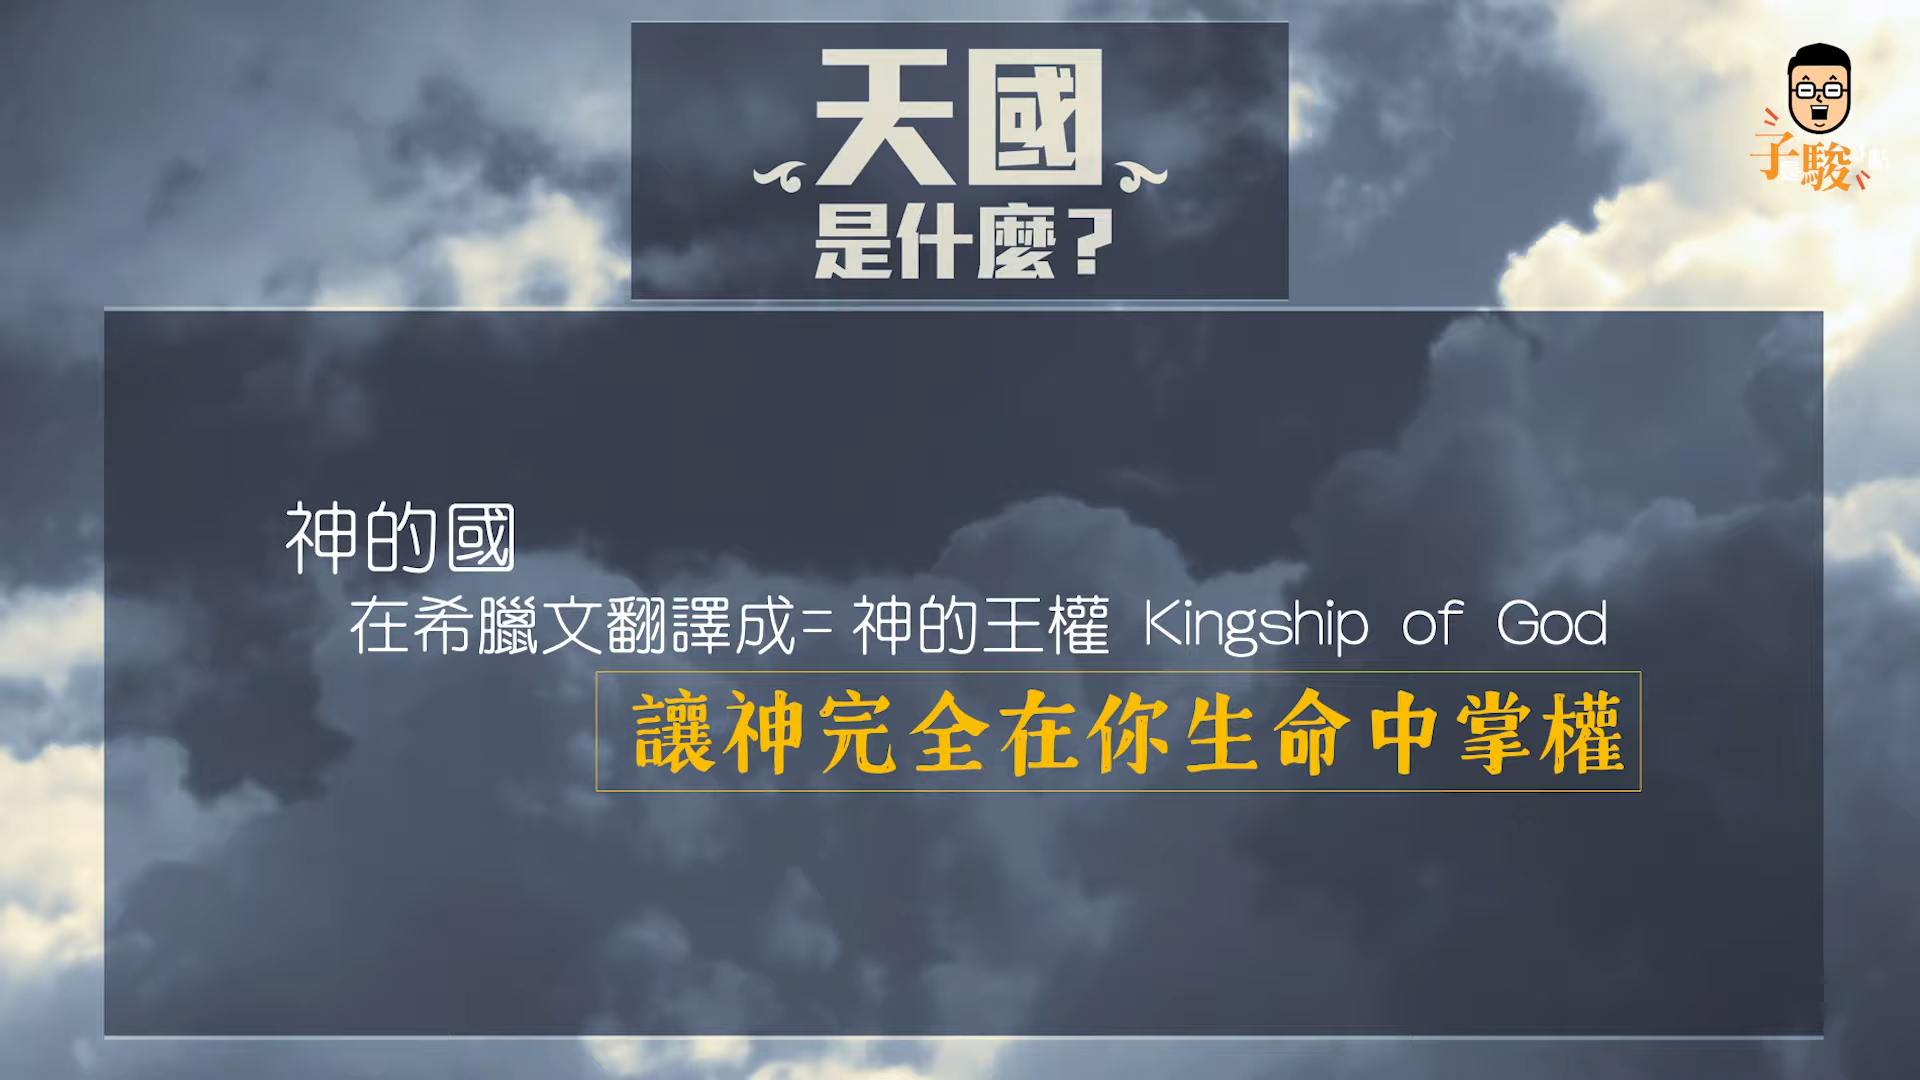 天國
是什麼?
子駿
神的國
在希臘文翻譯成=神的王權 Kingship of God
讓神完全在你生命中掌權